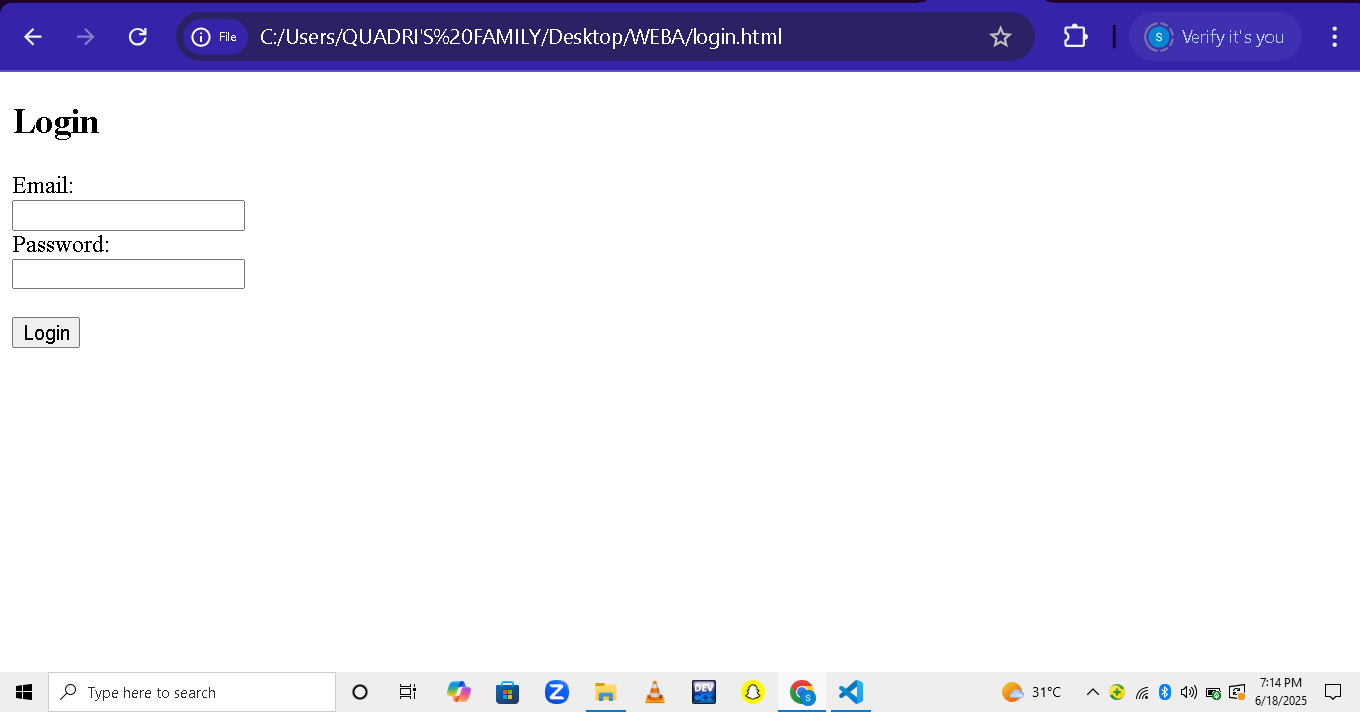 File C:/Users/QUADRI'S%20FAMILY/Desktop/WEBA/login.html S Verify it's you
Login
Email:
Password:
Login
Type here to search
Z
DEV
S
31°C
7:14 PM
6/18/2025